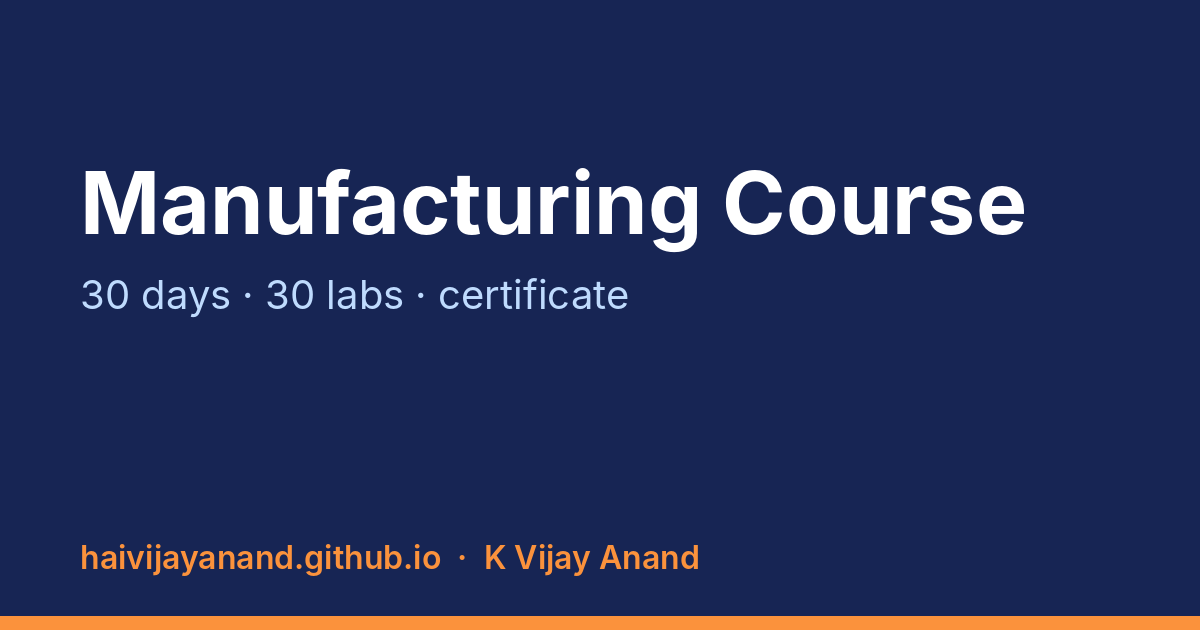 Manufacturing Course
30 days · 30 labs · certificate
haivijayanand.github.io · K Vijay Anand